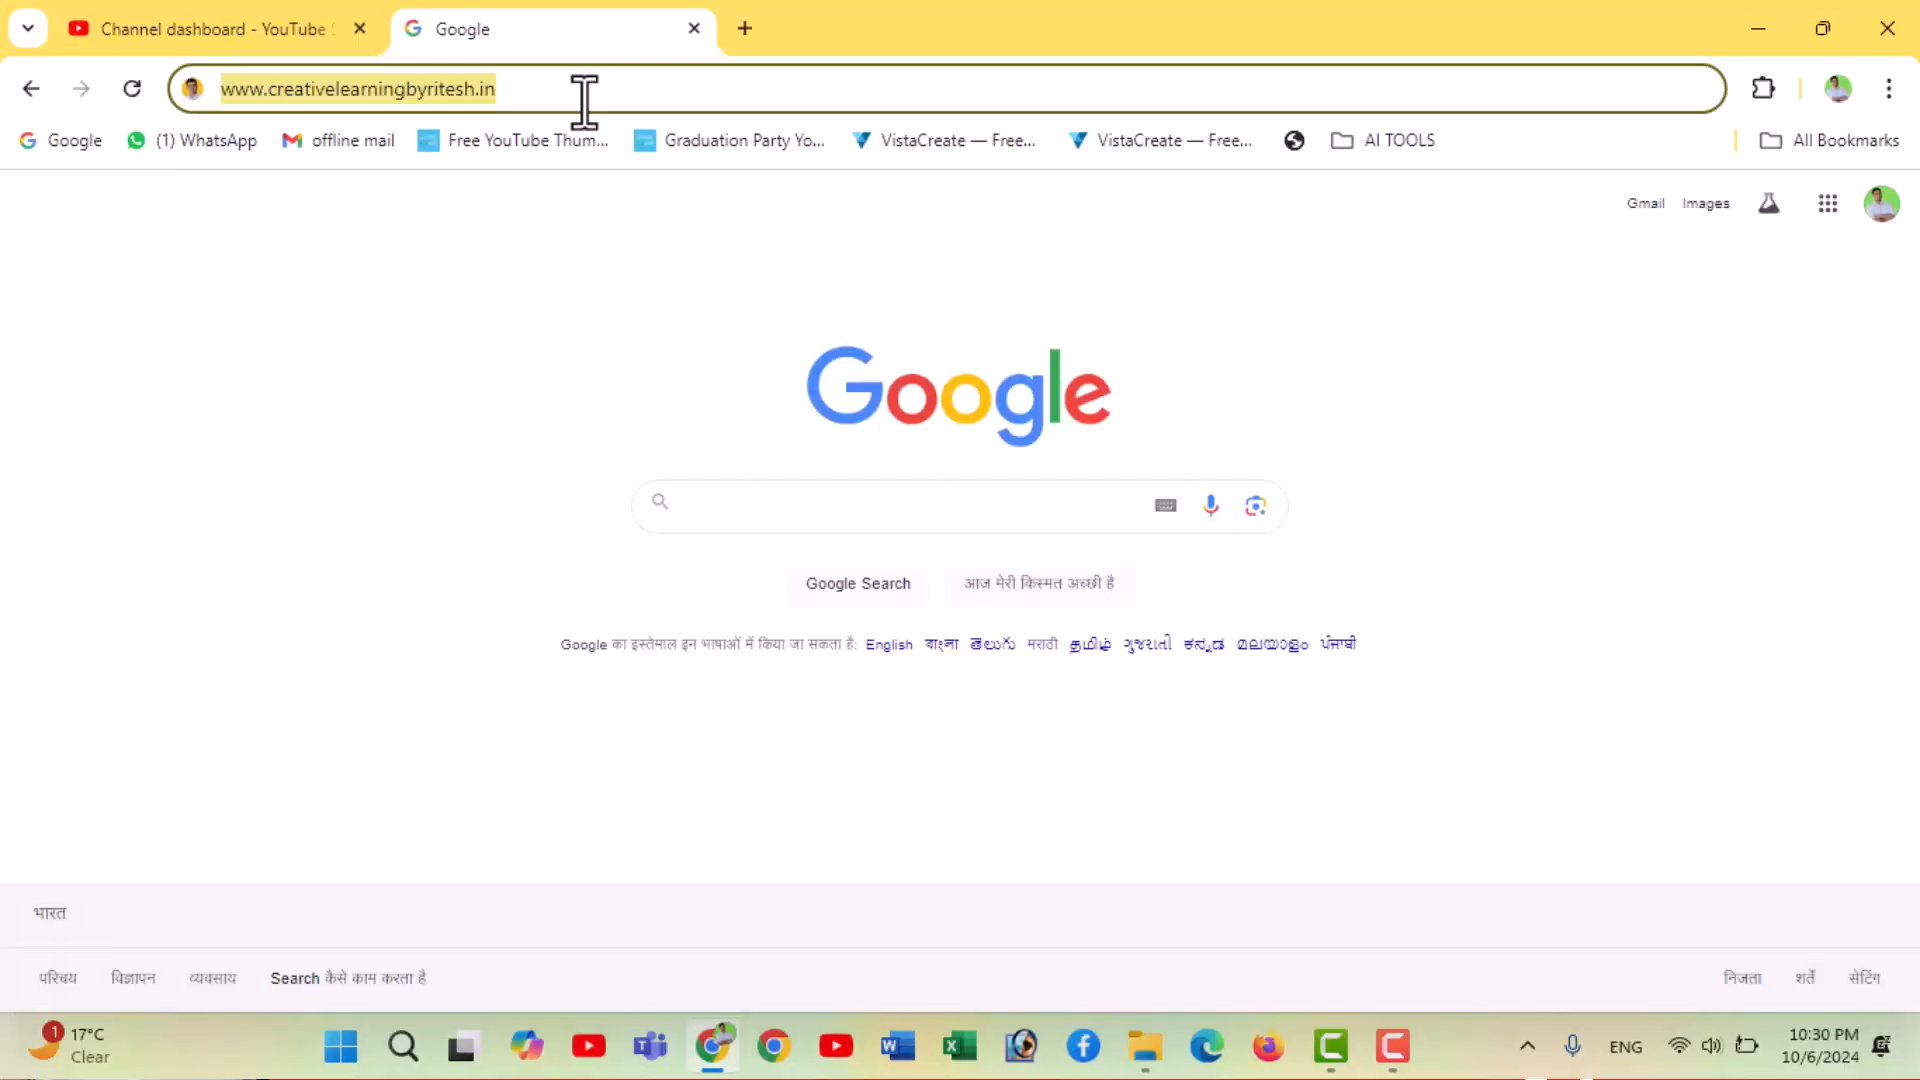 Channel dashboard - YouTube
Google
www.creativelearningbyritesh.in
Google
(1) WhatsApp
offline mail
Free YouTube Thum...
Graduation Party Yo...
VistaCreate — Free...
VistaCreate — Free...
AI TOOLS
All Bookmarks
Gmail Images
Google
Google Search
आज मेरी किस्मत अच्छी है
Google का इस्तेमाल इन भाषाओं में किया जा सकता है: English বাংলা తెలుగు मराठी தமிழ் ગુજરાતી ಕನ್ನಡ മലയാളം ਪੰਜਾਬੀ
भारत
परिचय विज्ञापन व्यवसाय Search कैसे काम करता है
निजता शर्तें सेटिंग
1
17°C
Clear
ENG
10:30 PM
10/6/2024